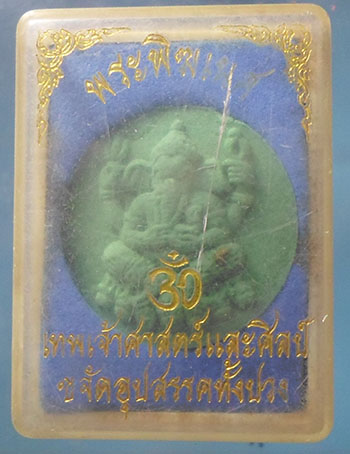 พระพิฆเนศ
ॐ
เทพเจ้าศาสตร์และศิลป์
ขจัดอุปสรรคทั้งปวง